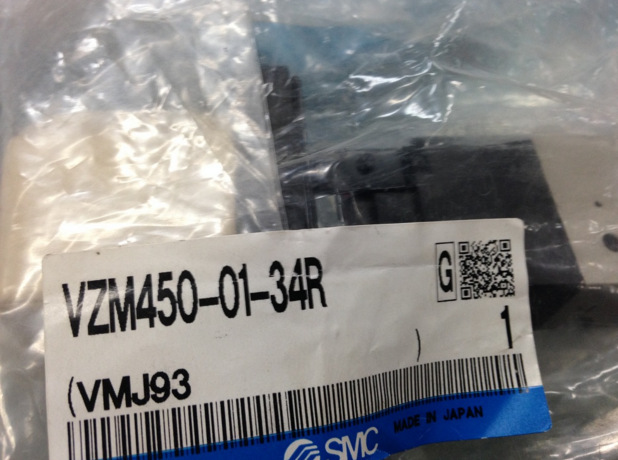 VZM450-01-34R
G
1
(VMJ93 )
SMC
MADE IN JAPAN